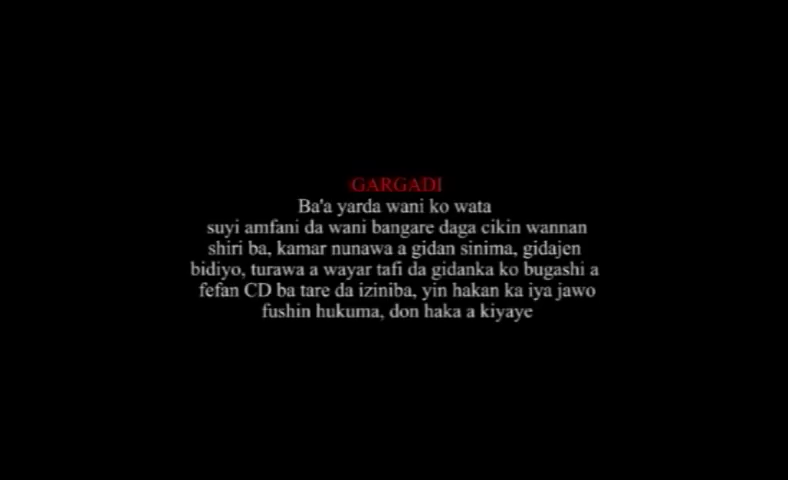 GARGADI
Ba'a yarda wani ko wata
suyi amfani da wani bangare daga cikin wannan
shiri ba, kamar nunawa a gidan sinima, gidajen
bidiyo, turawa a wayar tafi da gidanka ko bugashi a
fefan CD ba tare da iziniba, yin hakan ka iya jawo
fushin hukuma, don haka a kiyaye